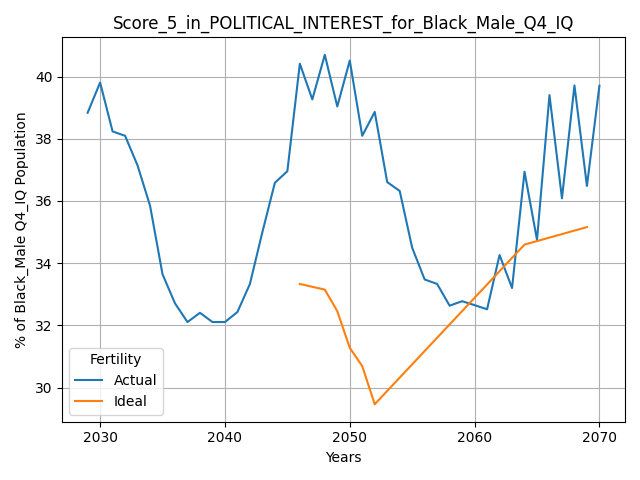 Score_5_in_POLITICAL_INTEREST_for_Black_Male_Q4_IQ
% of Black_Male Q4_IQ Population
40
38
36
34
32
30
Fertility
Actual
Ideal
2030
2040
2050
2060
2070
Years